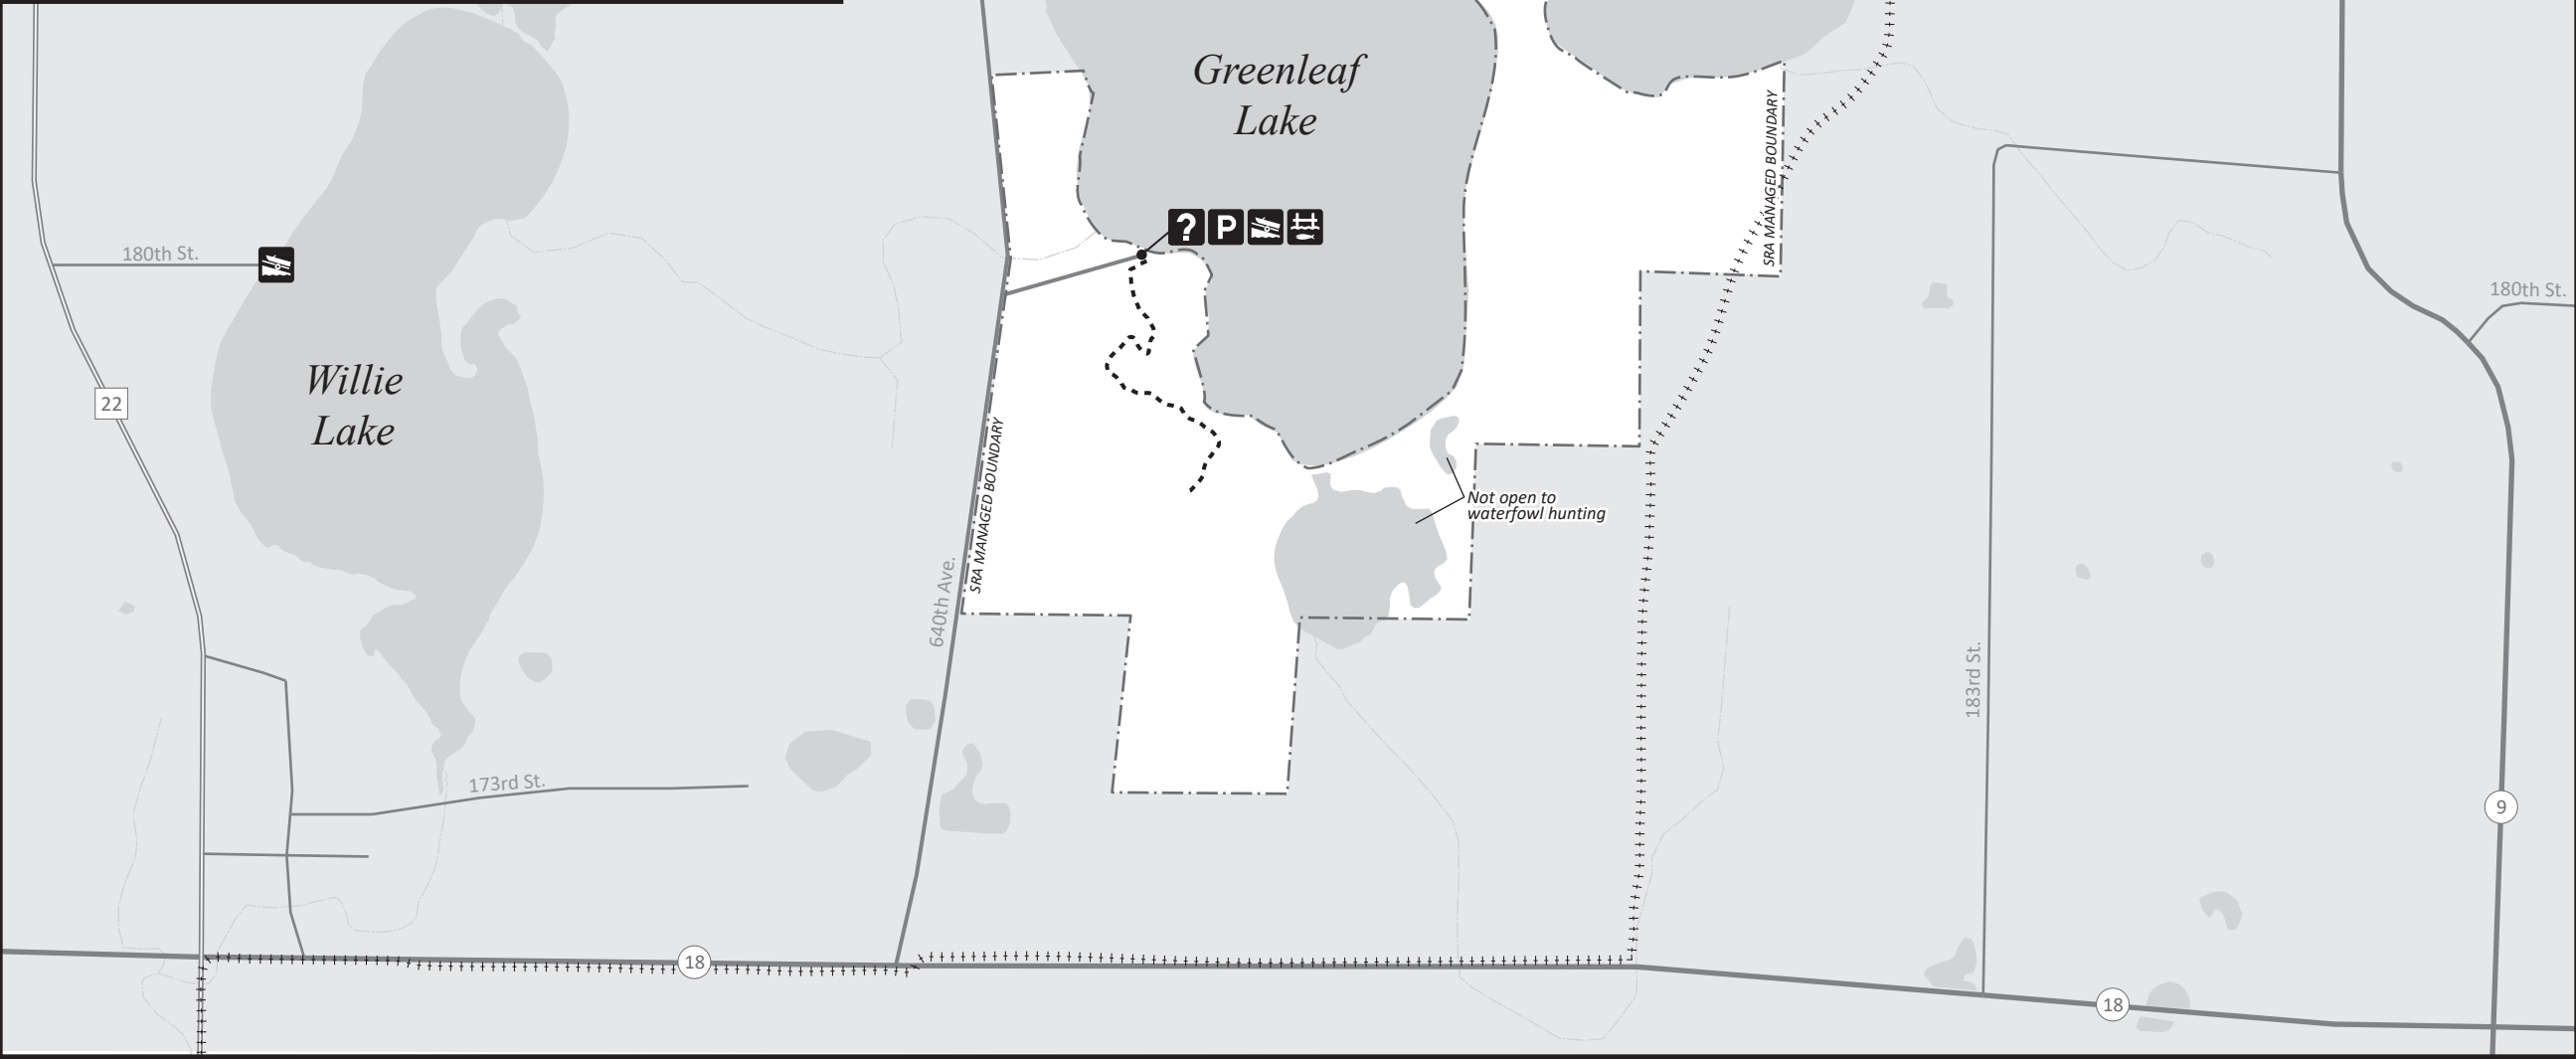 Greenleaf
Lake
SRA MANAGED BOUNDARY
? P
180th St.
180th St.
Willie
Lake
22
SRA MANAGED BOUNDARY
Not open to
waterfowl hunting
640th Ave.
183rd St.
173rd St.
9
18
18